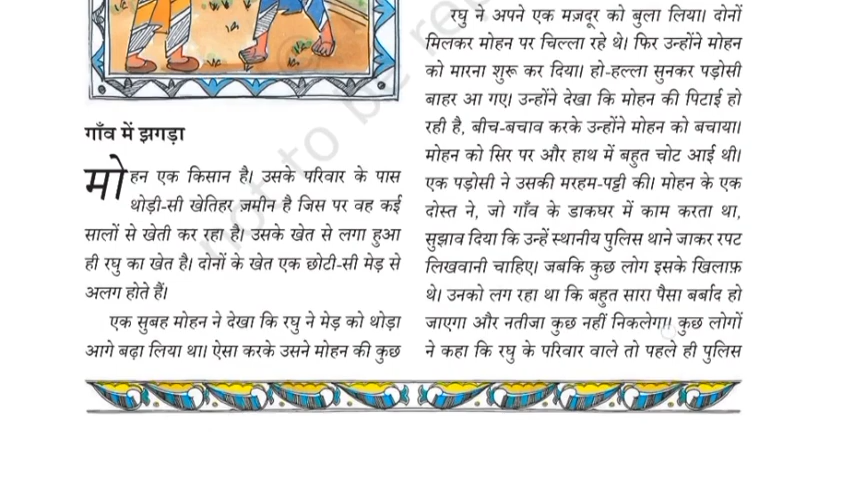 गाँव में झगड़ा
मोहन एक किसान है। उसके परिवार के पास
थोड़ी-सी खेतिहर ज़मीन है जिस पर वह कई
सालों से खेती कर रहा है। उसके खेत से लगा हुआ
ही रघु का खेत है। दोनों के खेत एक छोटी-सी मेड़ से
अलग होते हैं।
एक सुबह मोहन ने देखा कि रघु ने मेड़ को थोड़ा
आगे बढ़ा लिया था। ऐसा करके उसने मोहन की कुछ
रघु ने अपने एक मज़दूर को बुला लिया। दोनों
मिलकर मोहन पर चिल्ला रहे थे। फिर उन्होंने मोहन
को मारना शुरू कर दिया। हो-हल्ला सुनकर पड़ोसी
बाहर आ गए। उन्होंने देखा कि मोहन की पिटाई हो
रही है, बीच-बचाव करके उन्होंने मोहन को बचाया।
मोहन को सिर पर और हाथ में बहुत चोट आई थी।
एक पड़ोसी ने उसकी मरहम-पट्टी की। मोहन के एक
दोस्त ने, जो गाँव के डाकघर में काम करता था,
सुझाव दिया कि उन्हें स्थानीय पुलिस थाने जाकर रपट
लिखवानी चाहिए। जबकि कुछ लोग इसके खिलाफ़
थे। उनको लग रहा था कि बहुत सारा पैसा बर्बाद हो
जाएगा और नतीजा कुछ नहीं निकलेगा। कुछ लोगों
ने कहा कि रघु के परिवार वाले तो पहले ही पुलिस
not to be re